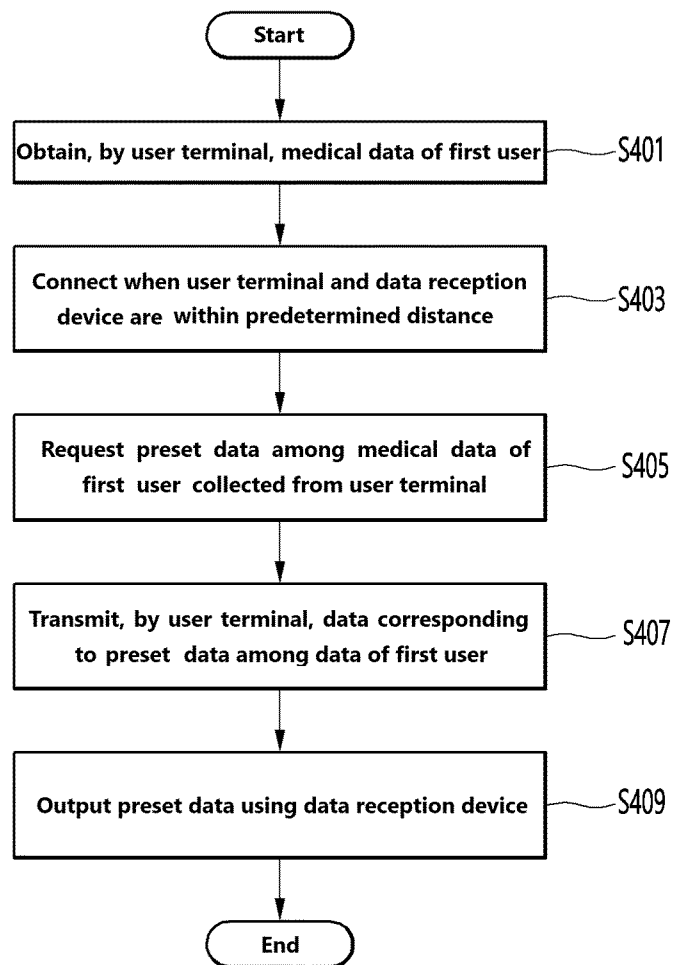 Start
Obtain, by user terminal, medical data of first user
S401
Connect when user terminal and data reception
device are within predetermined distance
S403
Request preset data among medical data of
first user collected from user terminal
S405
Transmit, by user terminal, data corresponding
to preset data among data of first user
S407
Output preset data using data reception device
S409
End